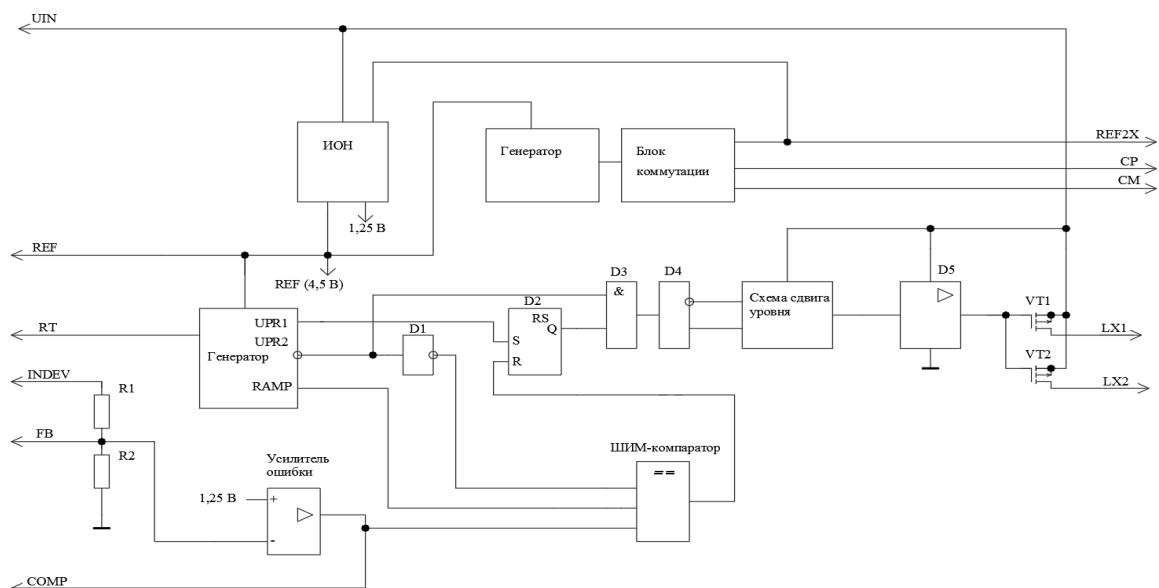 UIN
ИОН
Генератор
Блок
коммутации
REF2X
CP
CM
1,25 В
REF
REF (4,5 В)
D3
&
D4
D5
Схема сдвига
уровня
VT1
LX1
VT2
LX2
D2
RS
Q
S
R
RT
UPR1
UPR2
Генератор
RAMP
D1
INDEV
R1
FB
R2
Усилитель
ошибки
1,25 В
+
-
ШИМ-компаратор
==
COMP